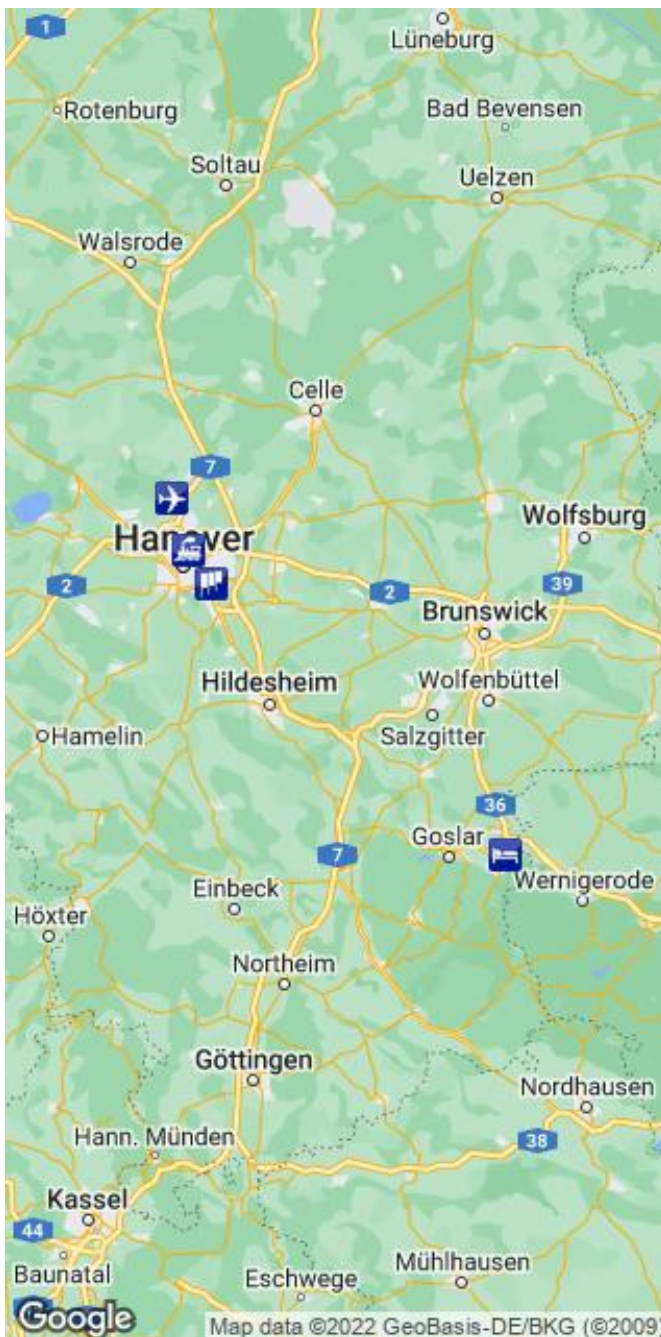 1
Lüneburg
Rotenburg
Bad Bevensen
Soltau
Uelzen
Walsrode
Celle
7
Wolfsburg
Hanover
2
2
39
Brunswick
Hildesheim
Wolfenbüttel
Hamelin
Salzgitter
36
Goslar
7
Wernigerode
Einbeck
Höxter
Northeim
Göttingen
Nordhausen
Hann. Münden
38
Kassel
44
Baunatal
Eschwege
Mühlhausen
Google
Map data ©2022 GeoBasis-DE/BKG (©2009